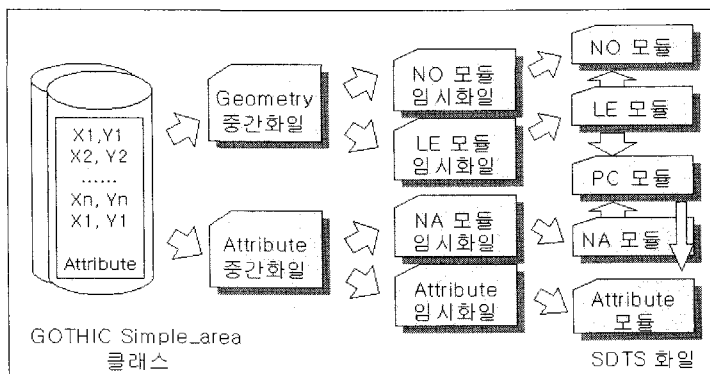 X1,Y1
X2, Y2
......
Xn, Yn
X1, Y1
Attribute
GOTHIC Simple_area
클래스
Geometry
중간화일
Attribute
중간화일
NO 모듈
임시화일
LE 모듈
임시화일
NA 모듈
임시화일
Attribute
임시화일
NO 모듈
LE 모듈
PC 모듈
NA 모듈
Attribute
모듈
SDTS 화일